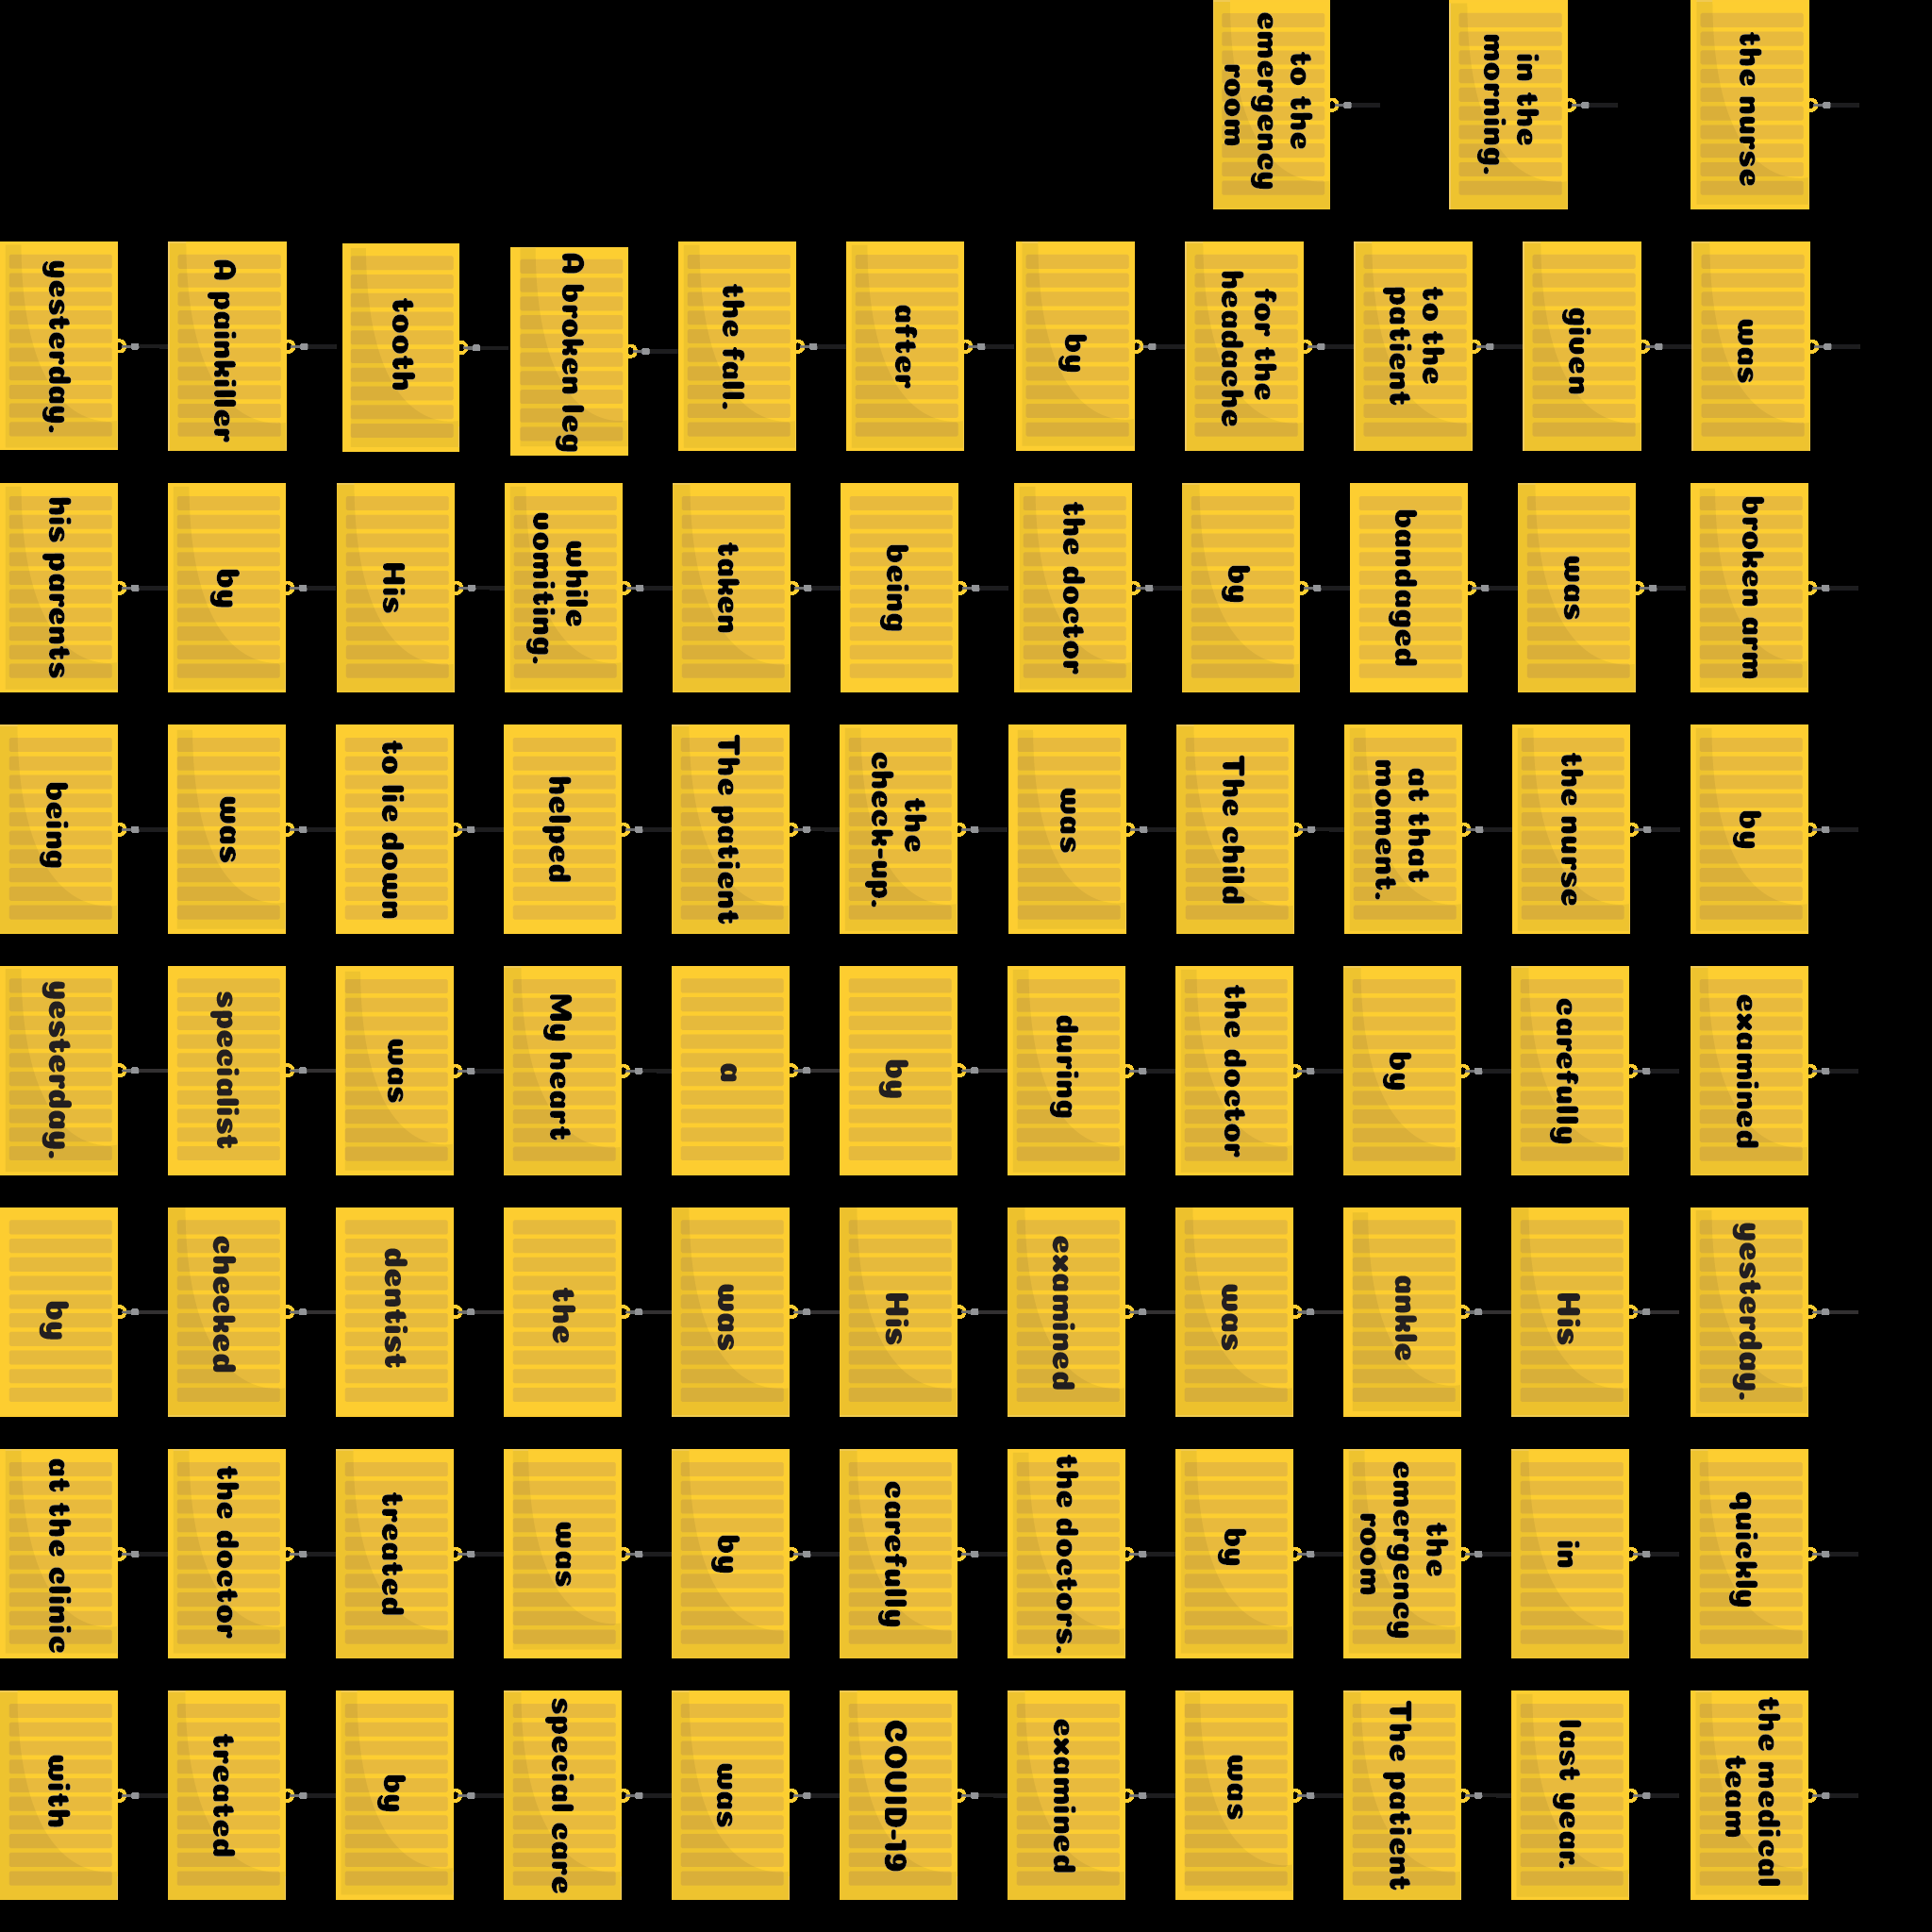 the nurse
was
broken arm
by
examined
yesterday.
quickly
the medical
team
in the
morning.
given
was
the nurse
carefully
His
in
last year.
to the
emergency
room
to the
patient
bandaged
at that
moment.
by
ankle
the
emergency
room
The patient
for the
headache
by
The child
the doctor
was
by
was
by
the doctor
was
during
examined
the doctors.
examined
after
being
the
check-up.
by
His
carefully
COVID-19
the fall.
taken
The patient
a
was
by
was
A broken leg
while
vomiting.
helped
My heart
the
was
special care
tooth
His
to lie down
was
dentist
treated
by
A painkiller
by
was
specialist
checked
the doctor
treated
yesterday.
his parents
being
yesterday.
by
at the clinic
with